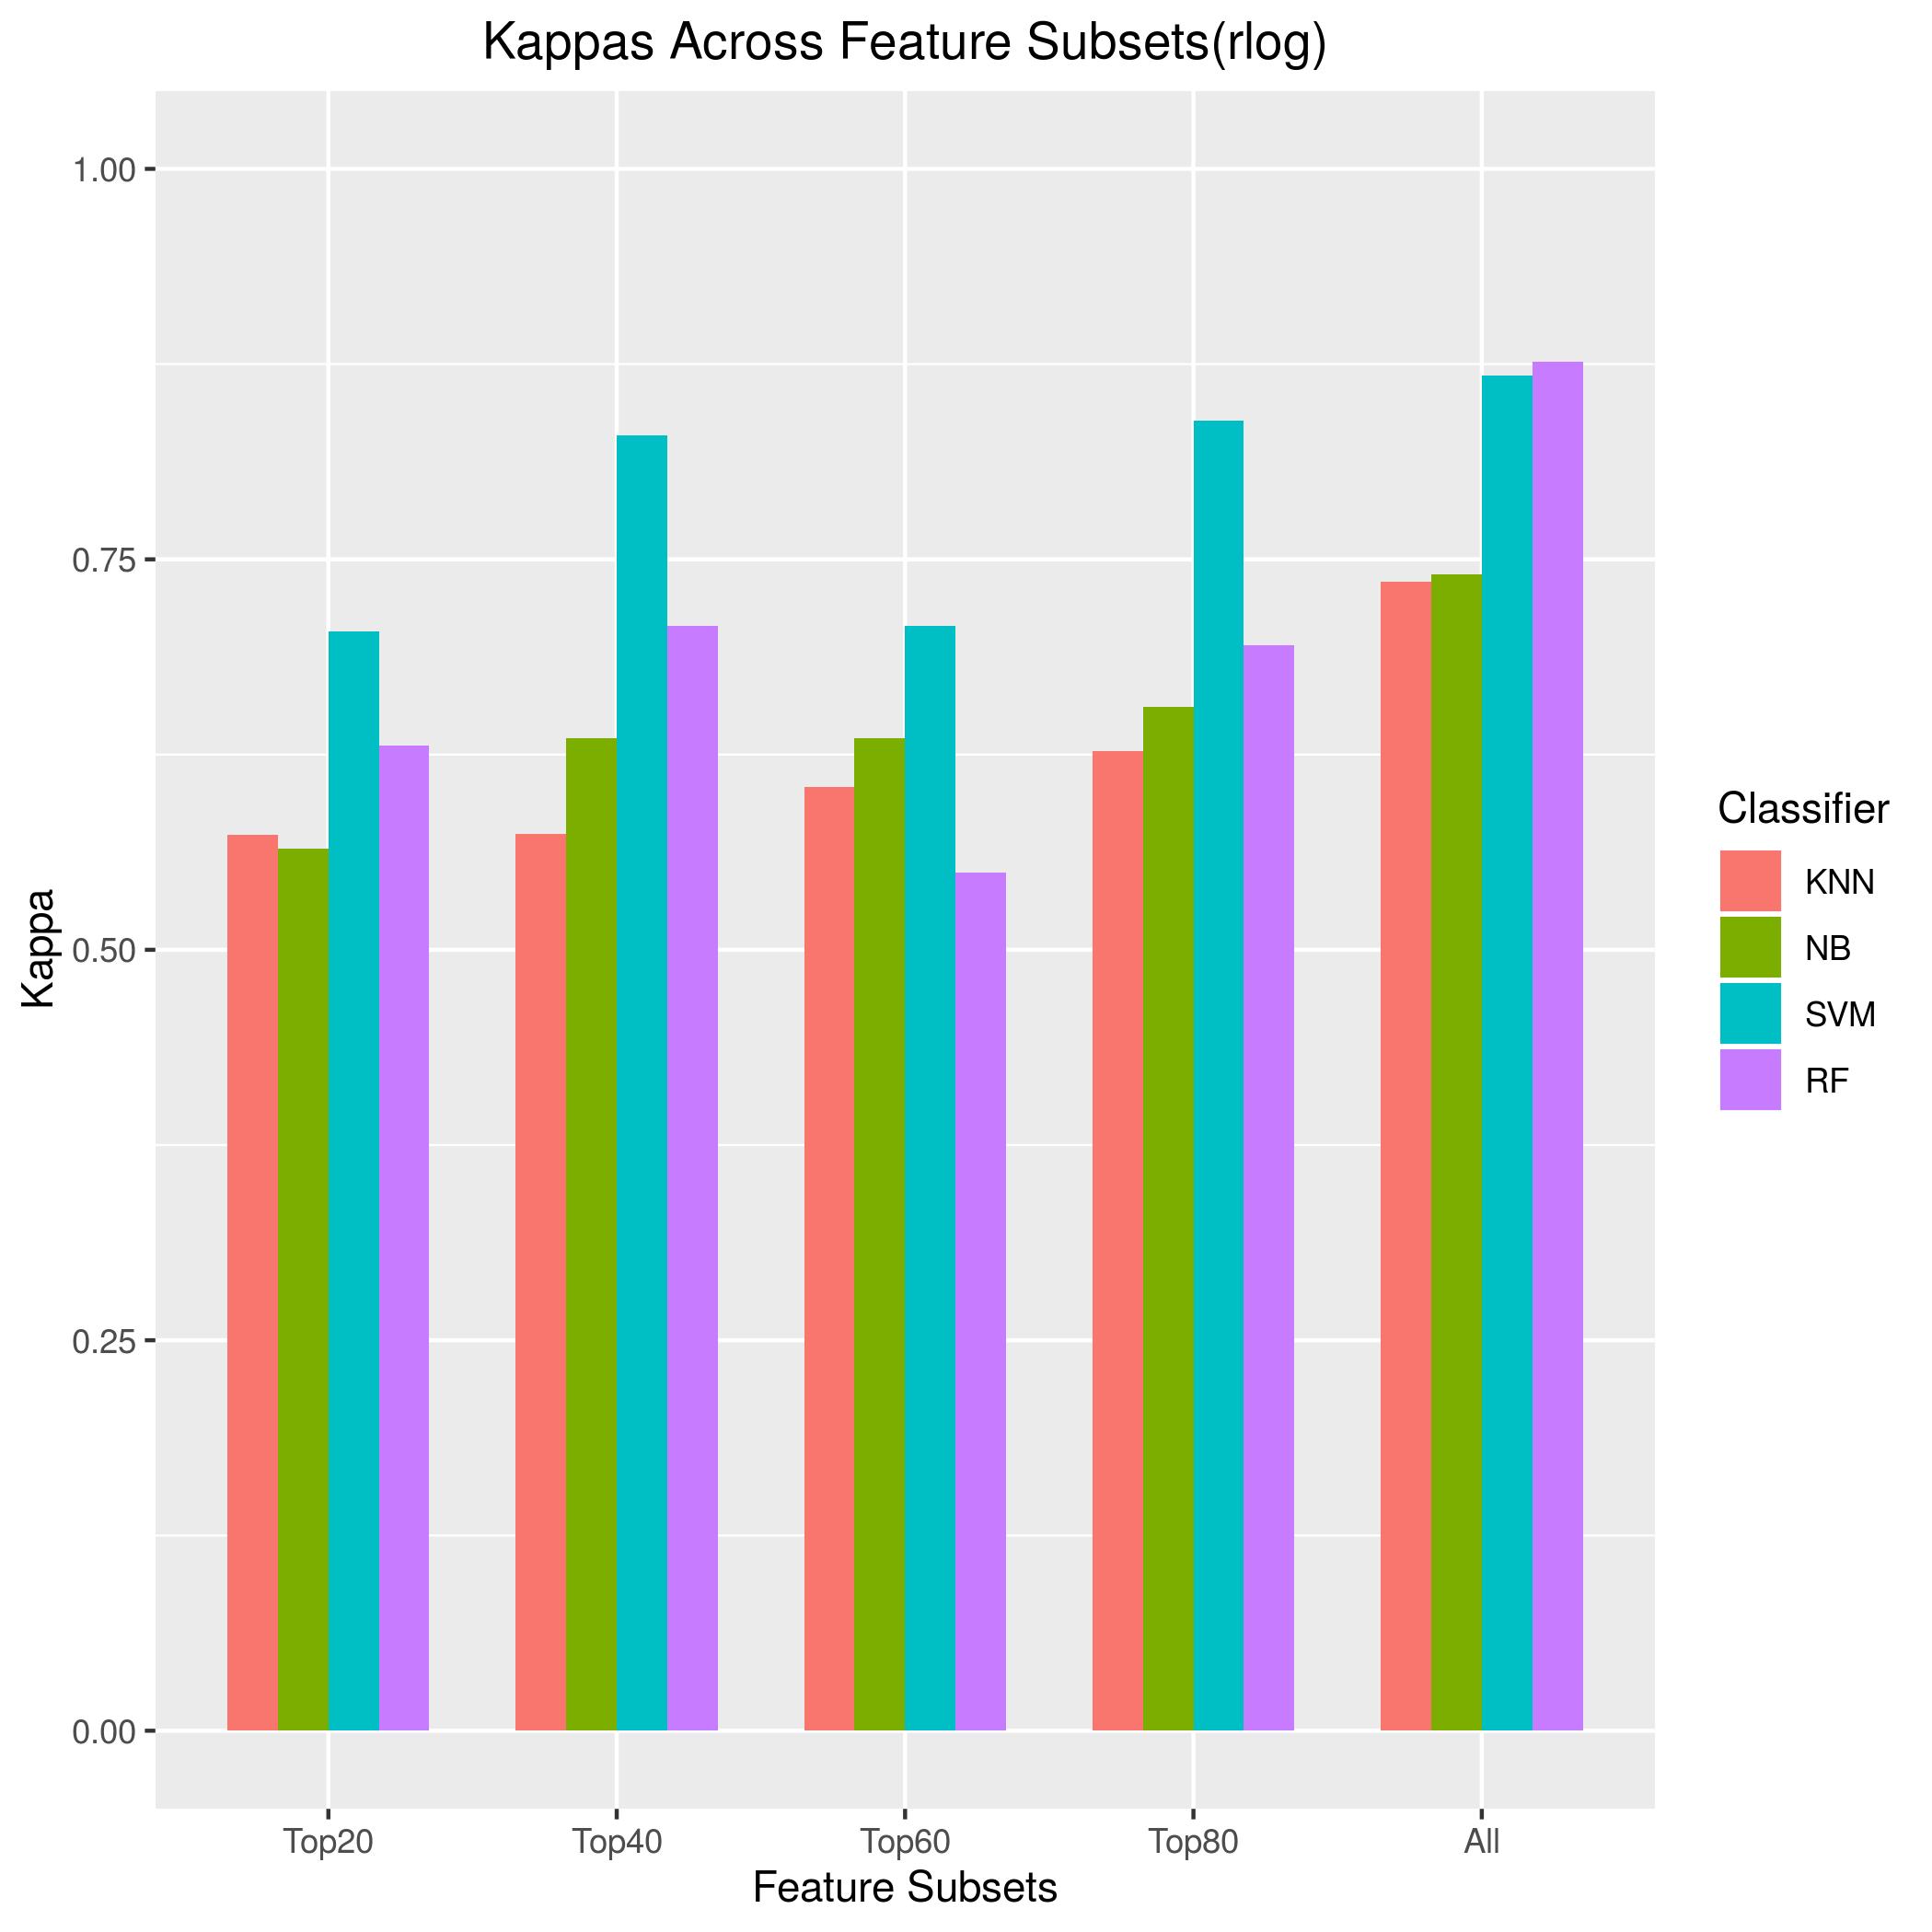 Kappas Across Feature Subsets(rlog)
1.00
0.75
0.50
0.25
0.00
Kappa
Top20 Top40 Top60 Top80 All
Feature Subsets
Classifier
KNN
NB
SVM
RF